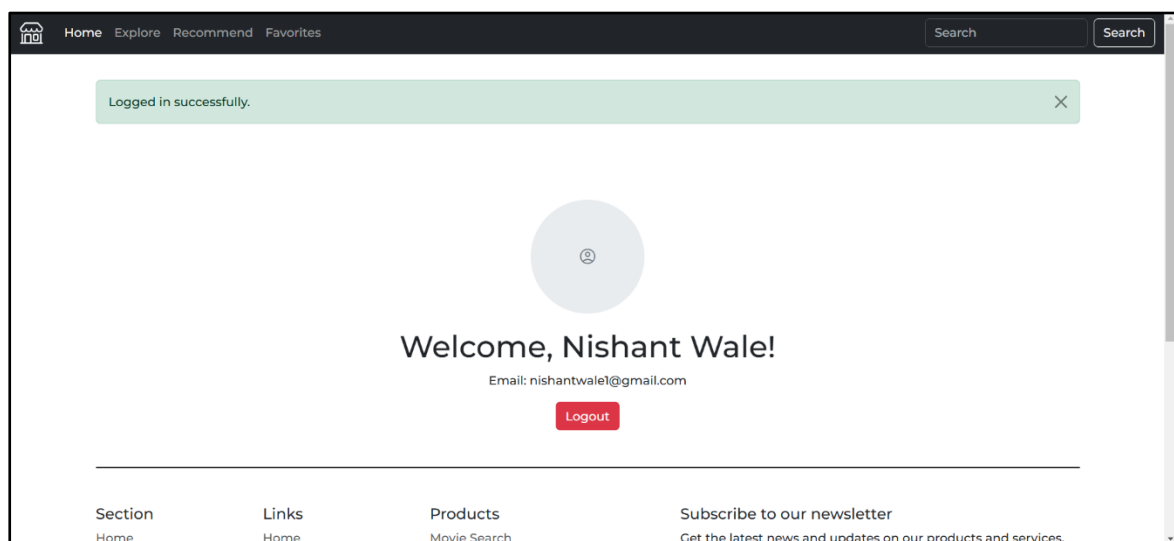 Home Explore Recommend Favorites Search Search
Logged in successfully.
Welcome, Nishant Wale!
Email: nishantwale1@gmail.com
Logout
Section Links Products Subscribe to our newsletter
Home Home Movie Search Get the latest news and updates on our products and services.